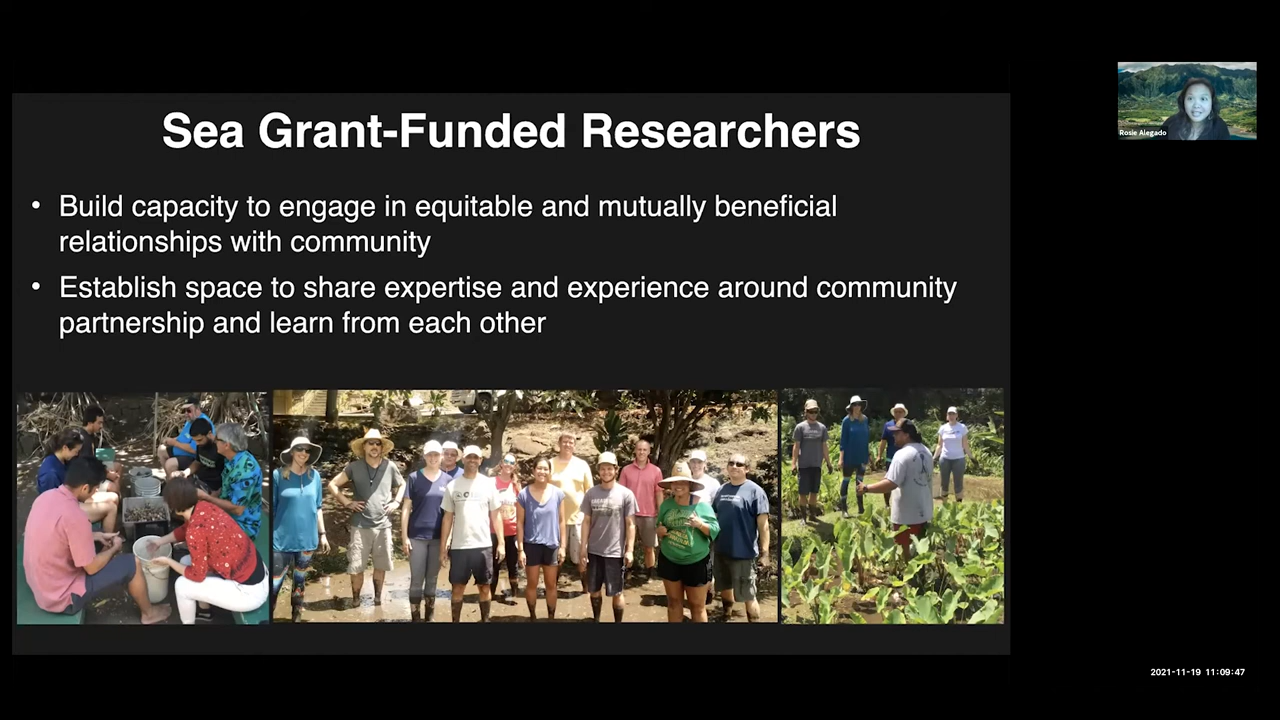 Sea Grant-Funded Researchers
• Build capacity to engage in equitable and mutually beneficial
relationships with community
• Establish space to share expertise and experience around community
partnership and learn from each other
Rosie Alegado
2021-11-19 11:09:47